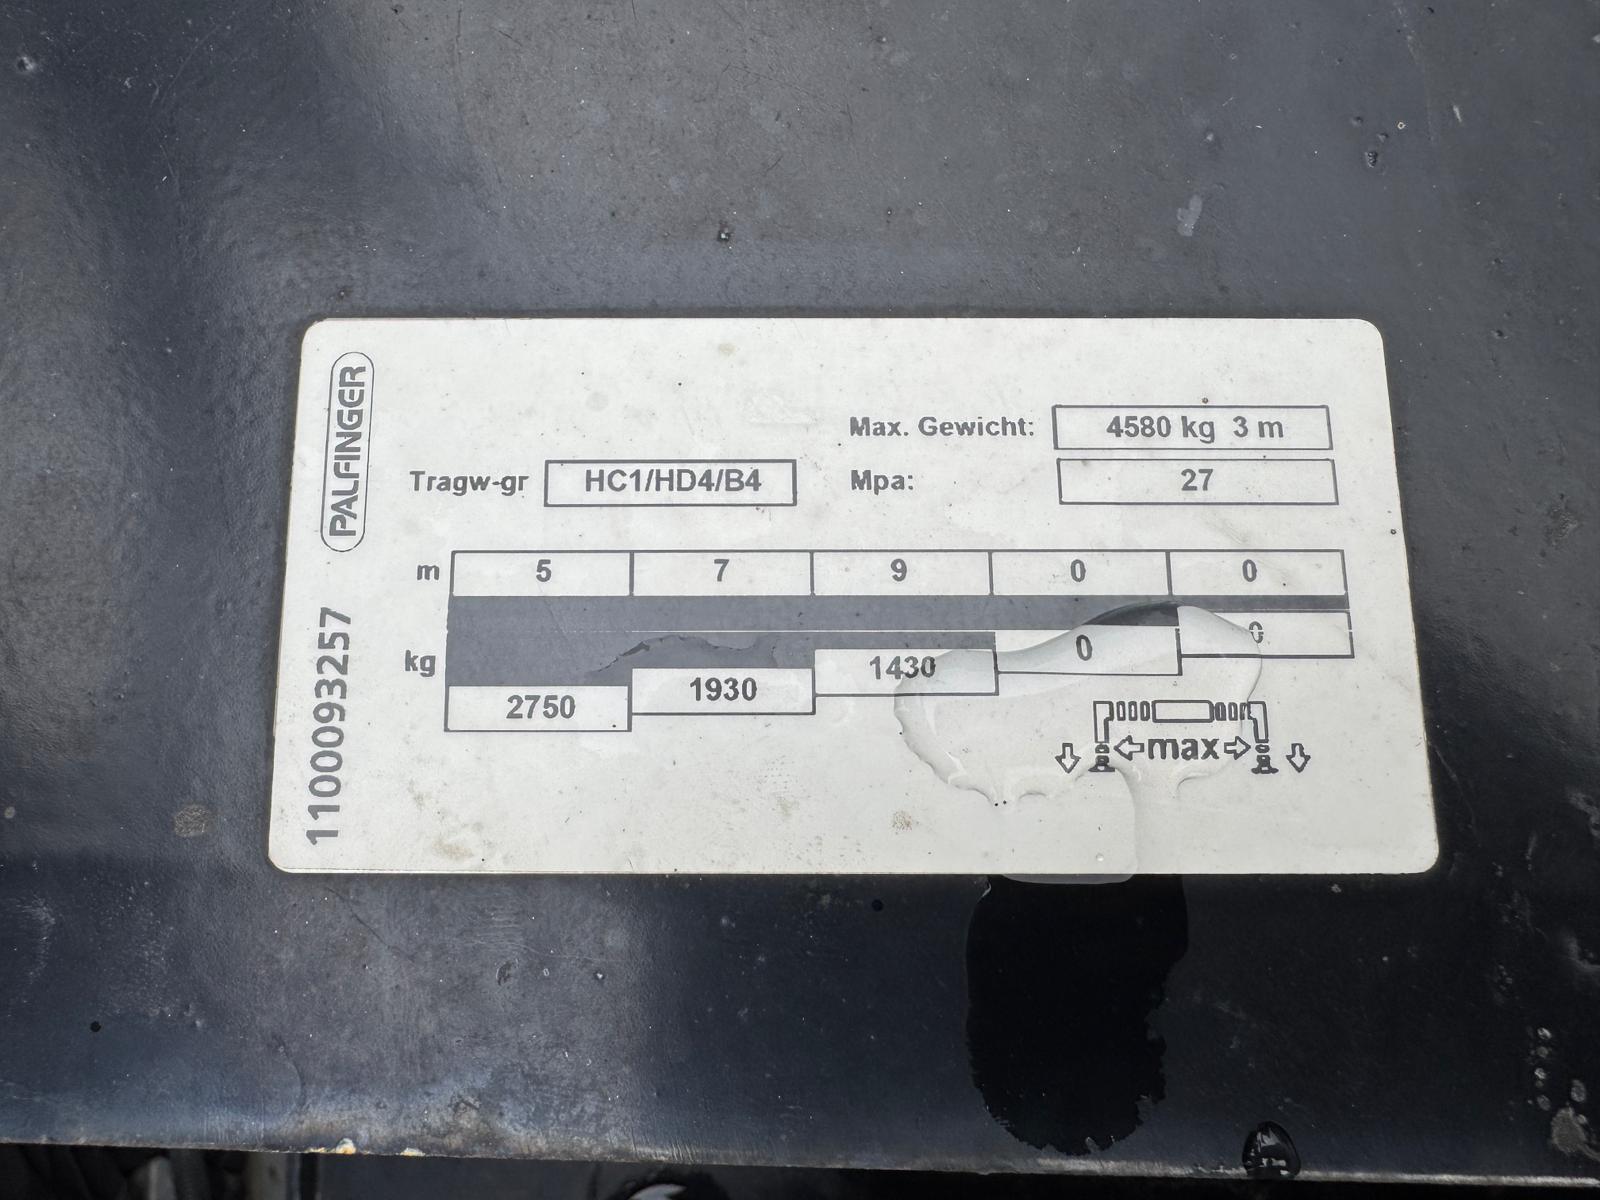 PALFINGER
1100093257
Max. Gewicht: 4580 kg 3 m
Tragw-gr HC1/HD4/B4 Mpa: 27
m 5 7 9 0 0
kg 2750 1930 1430 0 0
max